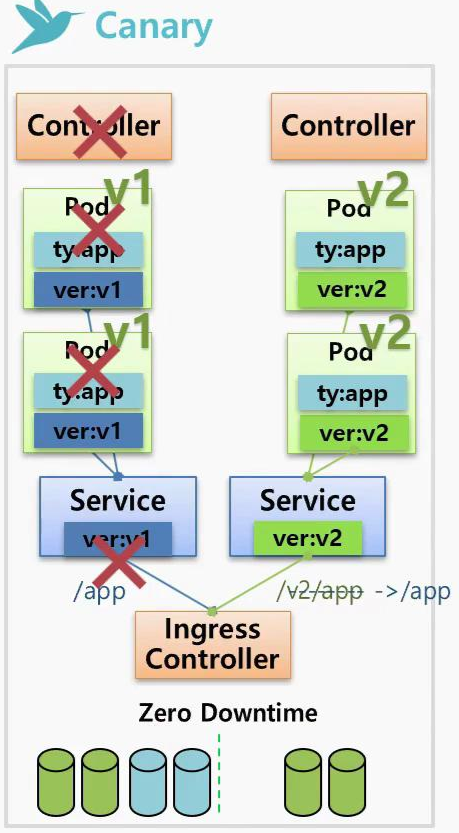 Canary
Controller
Controller
v1
Pod
ty:app
ver:v1
v2
Pod
ty:app
ver:v2
v1
Pod
ty:app
ver:v1
v2
Pod
ty:app
ver:v2
Service
ver:v1
Service
ver:v2
/app
/v2/app ->/app
Ingress
Controller
Zero Downtime